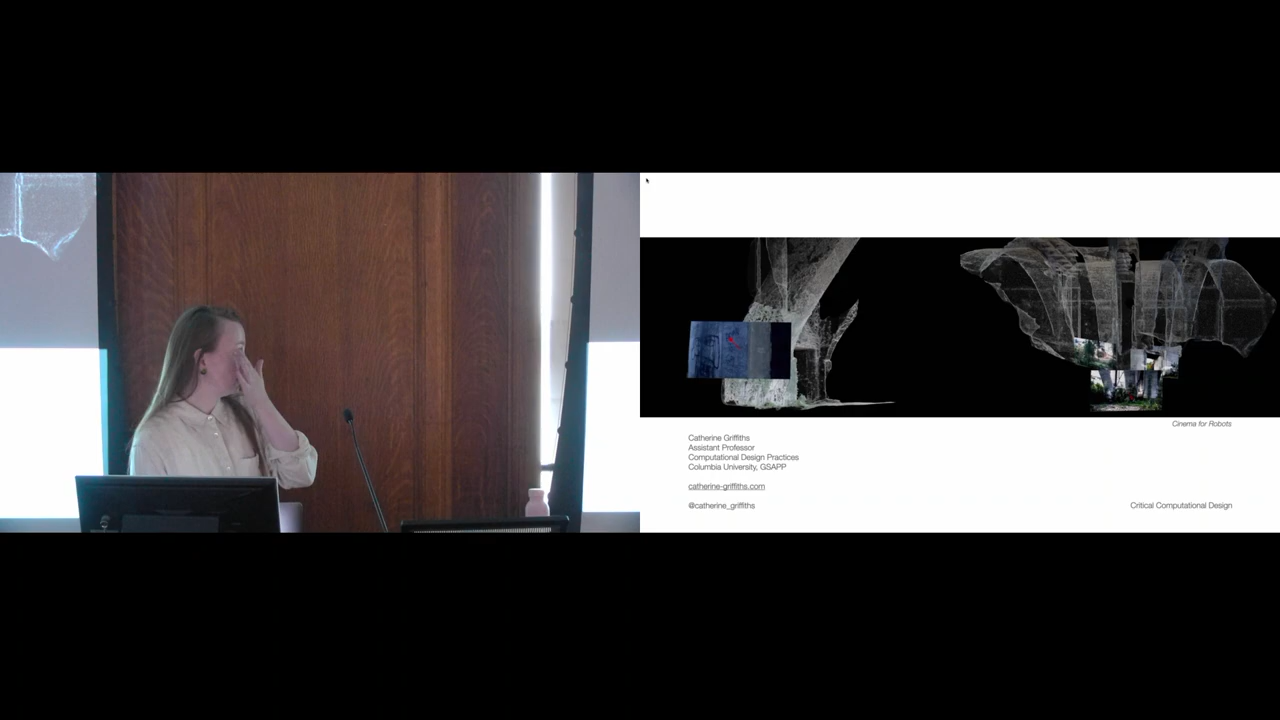 Cinema for Robots
Catherine Griffiths
Assistant Professor
Computational Design Practices
Columbia University, GSAPP
catherine-griffiths.com
@catherine_griffiths
Critical Computational Design